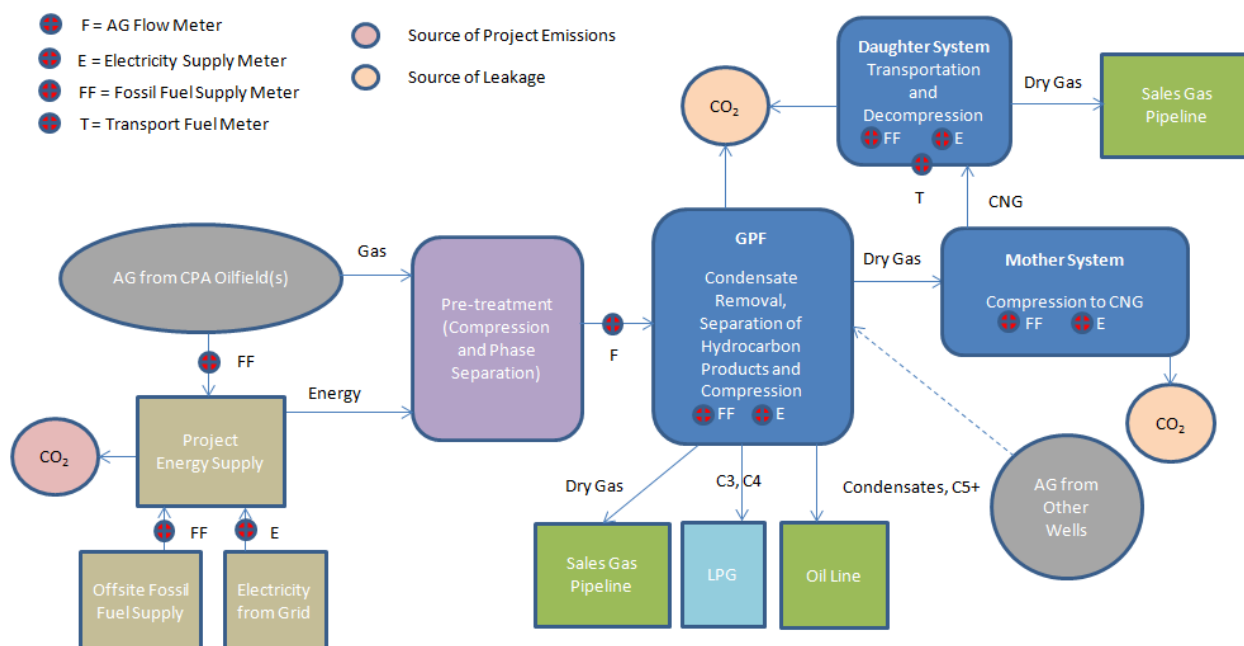 F = AG Flow Meter
E = Electricity Supply Meter
FF = Fossil Fuel Supply Meter
T = Transport Fuel Meter
Source of Project Emissions
Source of Leakage
Daughter System
Transportation
and
Decompression
FF
E
T
Dry Gas
Sales Gas
Pipeline
CO2
CNG
AG from CPA Oilfield(s)
Gas
FF
Energy
Pre-treatment
(Compression
and Phase
Separation)
F
GPF
Condensate
Removal,
Separation of
Hydrocarbon
Products and
Compression
FF
E
Dry Gas
Mother System
Compression to CNG
FF
E
CO2
CO2
Project
Energy Supply
FF
E
Offsite Fossil
Fuel Supply
Electricity
from Grid
Dry Gas
C3, C4
Condensates, C5+
Sales Gas
Pipeline
LPG
Oil Line
AG from
Other
Wells